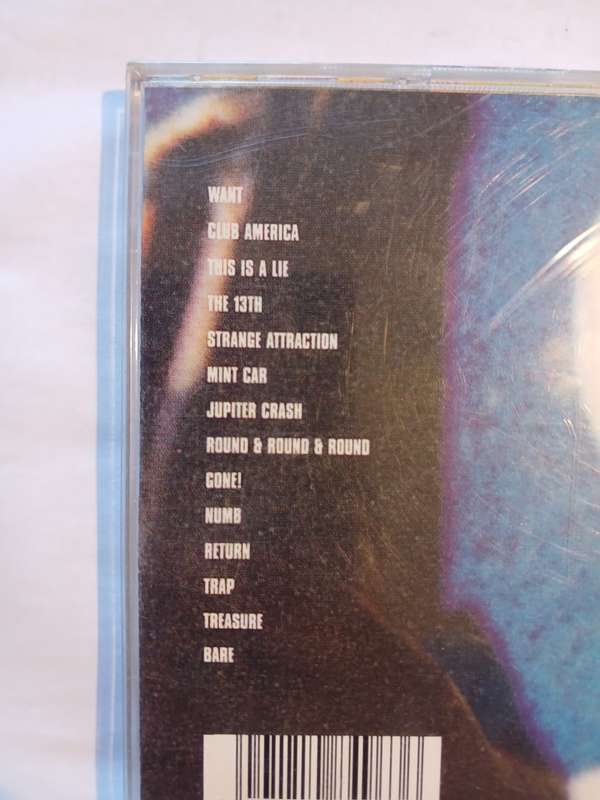 WANT
CLUB AMERICA
THIS IS A LIE
THE 13TH
STRANGE ATTRACTION
MINT CAR
JUPITER CRASH
ROUND & ROUND & ROUND
GONE!
NUMB
RETURN
TRAP
TREASURE
BARE